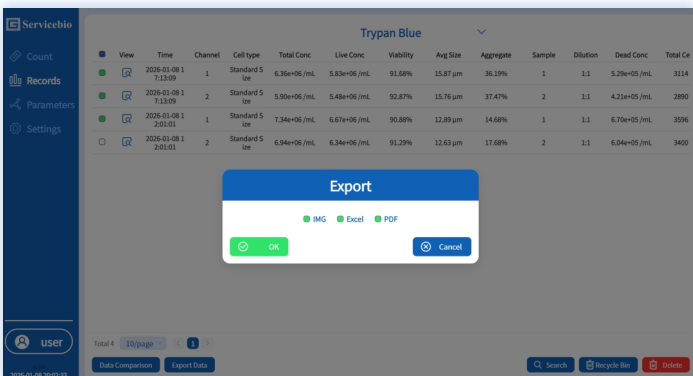 Servicebio
Trypan Blue
Count
Records
Parameters
Settings
View Time Channel Cell type Total Conc Live Conc Viability Avg Size Aggregate Sample Dilution Dead Conc Total Ce
2026-01-08 1
7:13:09 1 Standard S
ize 6.36e+06 /mL 5.83e+06 /mL 91.68% 15.87 μm 36.19% 1 1:1 5.29e+05 /mL 3114
2026-01-08 1
7:13:09 2 Standard S
ize 5.90e+06 /mL 5.48e+06 /mL 92.87% 15.76 μm 37.47% 2 1:1 4.21e+05 /mL 2890
2026-01-08 1
2:01:01 1 Standard S
ize 7.34e+06 /mL 6.67e+06 /mL 90.88% 12.89 μm 14.68% 1 1:1 6.70e+05 /mL 3596
2026-01-08 1
2:01:01 2 Standard S
ize 6.94e+06 /mL 6.34e+06 /mL 91.29% 12.63 μm 17.68% 2 1:1 6.04e+05 /mL 3400
Export
IMG Excel PDF
OK Cancel
user
Total 4 10/page < 1 >
Data Comparison Export Data Search Recycle Bin Delete
2026-01-08 20:02:33